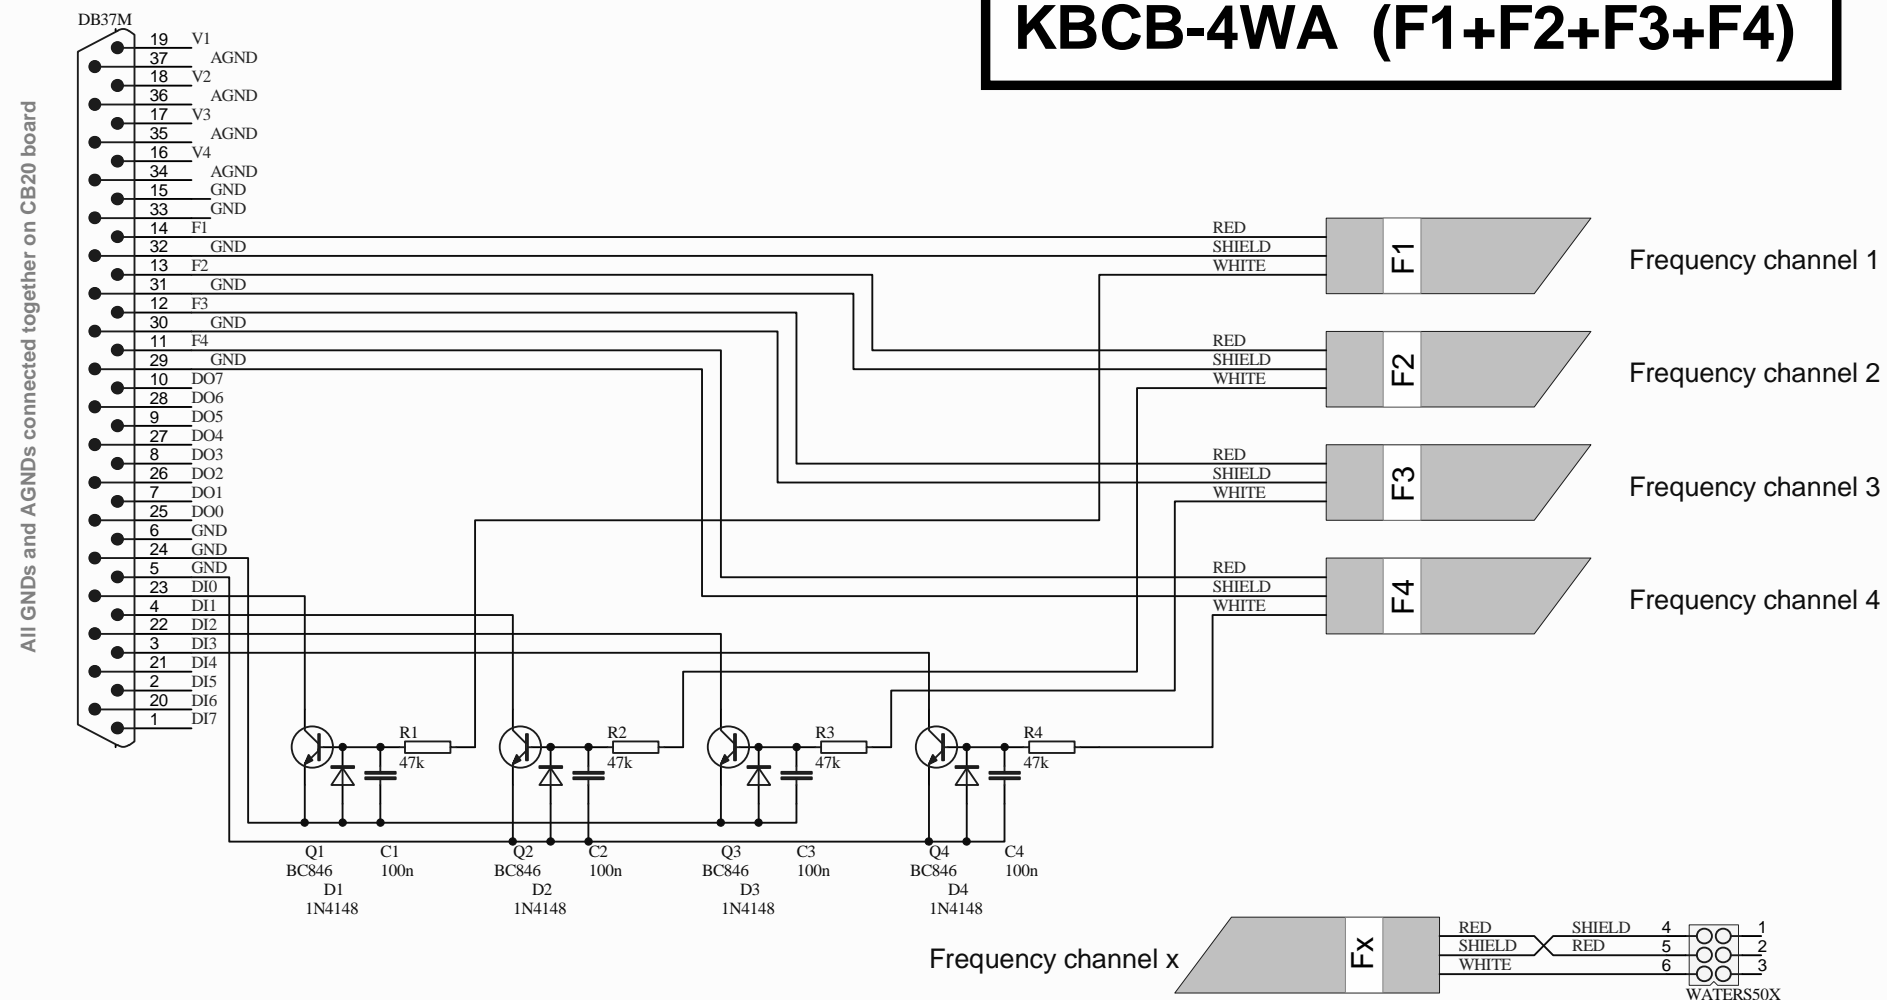 KBCB-4WA (F1+F2+F3+F4)
DB37M
All GNDs and AGNDs connected together on CB20 board
19 V1
37 AGND
18 V2
36 AGND
17 V3
35 AGND
16 V4
34 AGND
15 GND
33 GND
14 F1
32 GND
13 F2
31 GND
12 F3
30 GND
11 F4
29 GND
10 DO7
28 DO6
9 DO5
27 DO4
8 DO3
26 DO2
7 DO1
25 DO0
6 GND
24 GND
5 GND
23 DI0
4 DI1
22 DI2
3 DI3
21 DI4
2 DI5
20 DI6
1 DI7
RED
SHIELD
WHITE
F1
Frequency channel 1
RED
SHIELD
WHITE
F2
Frequency channel 2
RED
SHIELD
WHITE
F3
Frequency channel 3
RED
SHIELD
WHITE
F4
Frequency channel 4
R1
47k
R2
47k
R3
47k
R4
47k
Q1
BC846
C1
100n
D1
1N4148
Q2
BC846
C2
100n
D2
1N4148
Q3
BC846
C3
100n
D3
1N4148
Q4
BC846
C4
100n
D4
1N4148
Frequency channel x
Fx
RED SHIELD 4 1
SHIELD RED 5 2
WHITE 6 3
WATERS50X